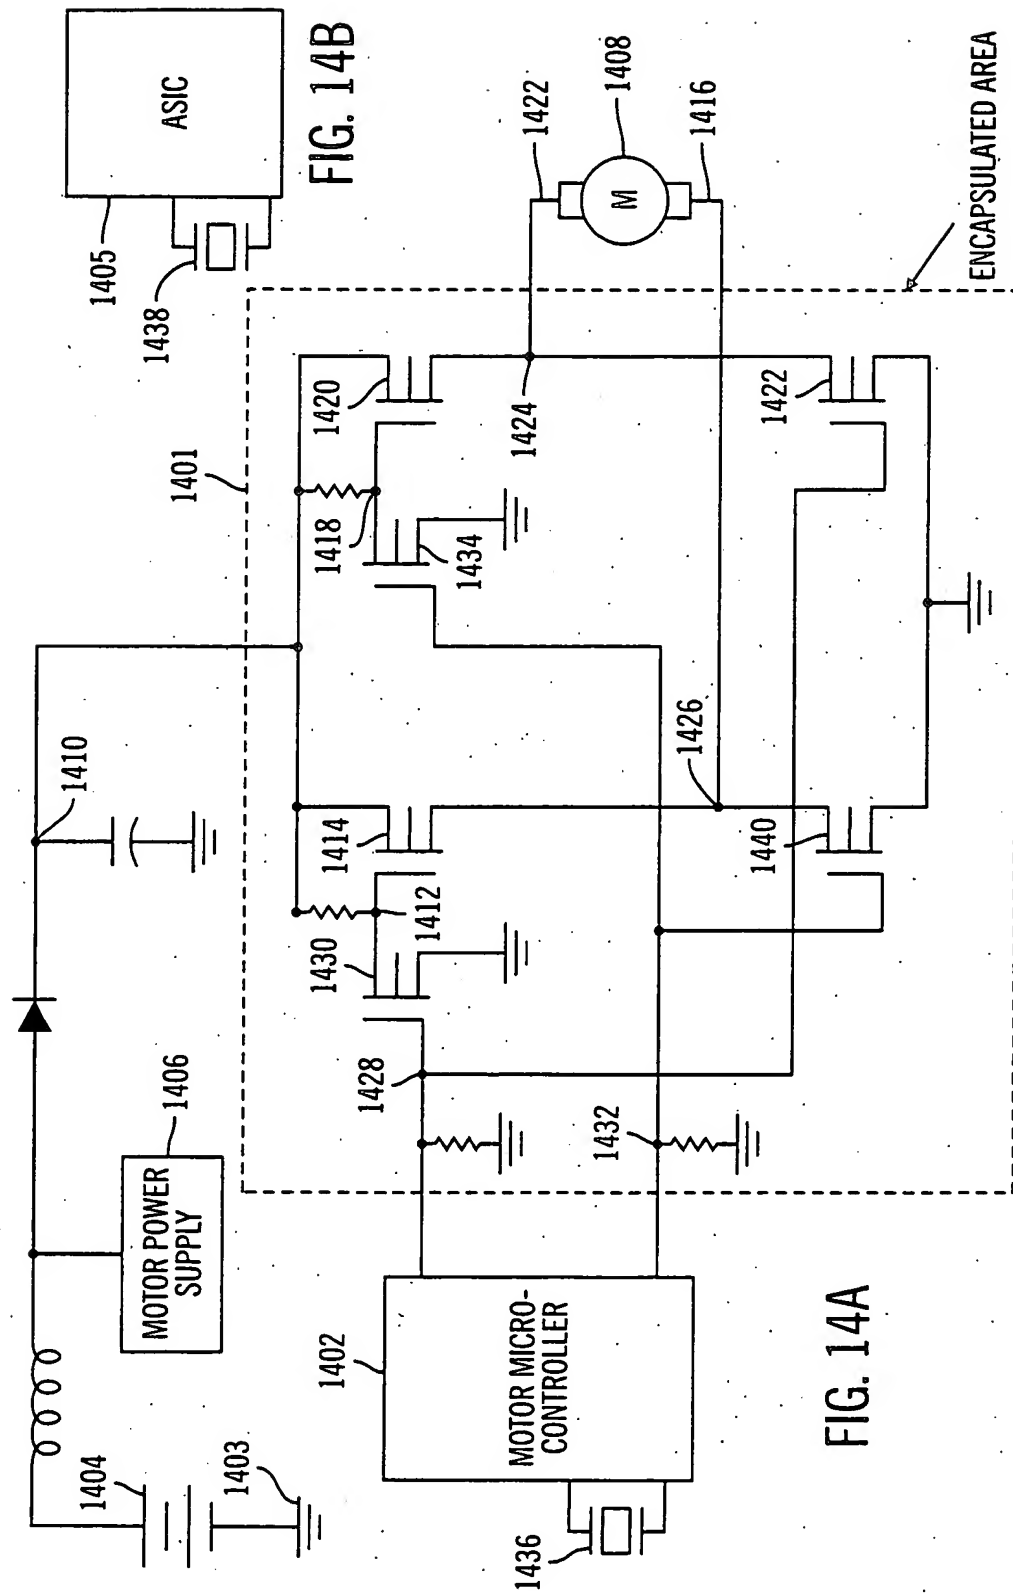 ASIC
1405
1438
FIG. 14B
1401
1410
MOTOR POWER
SUPPLY
1406
1404
1403
1420
1418
1434
1424
1422
M
1408
1416
ENCAPSULATED AREA
1414
1412
1430
1428
1426
1422
1440
1432
1402
MOTOR MICRO-
CONTROLLER
1436
FIG. 14A